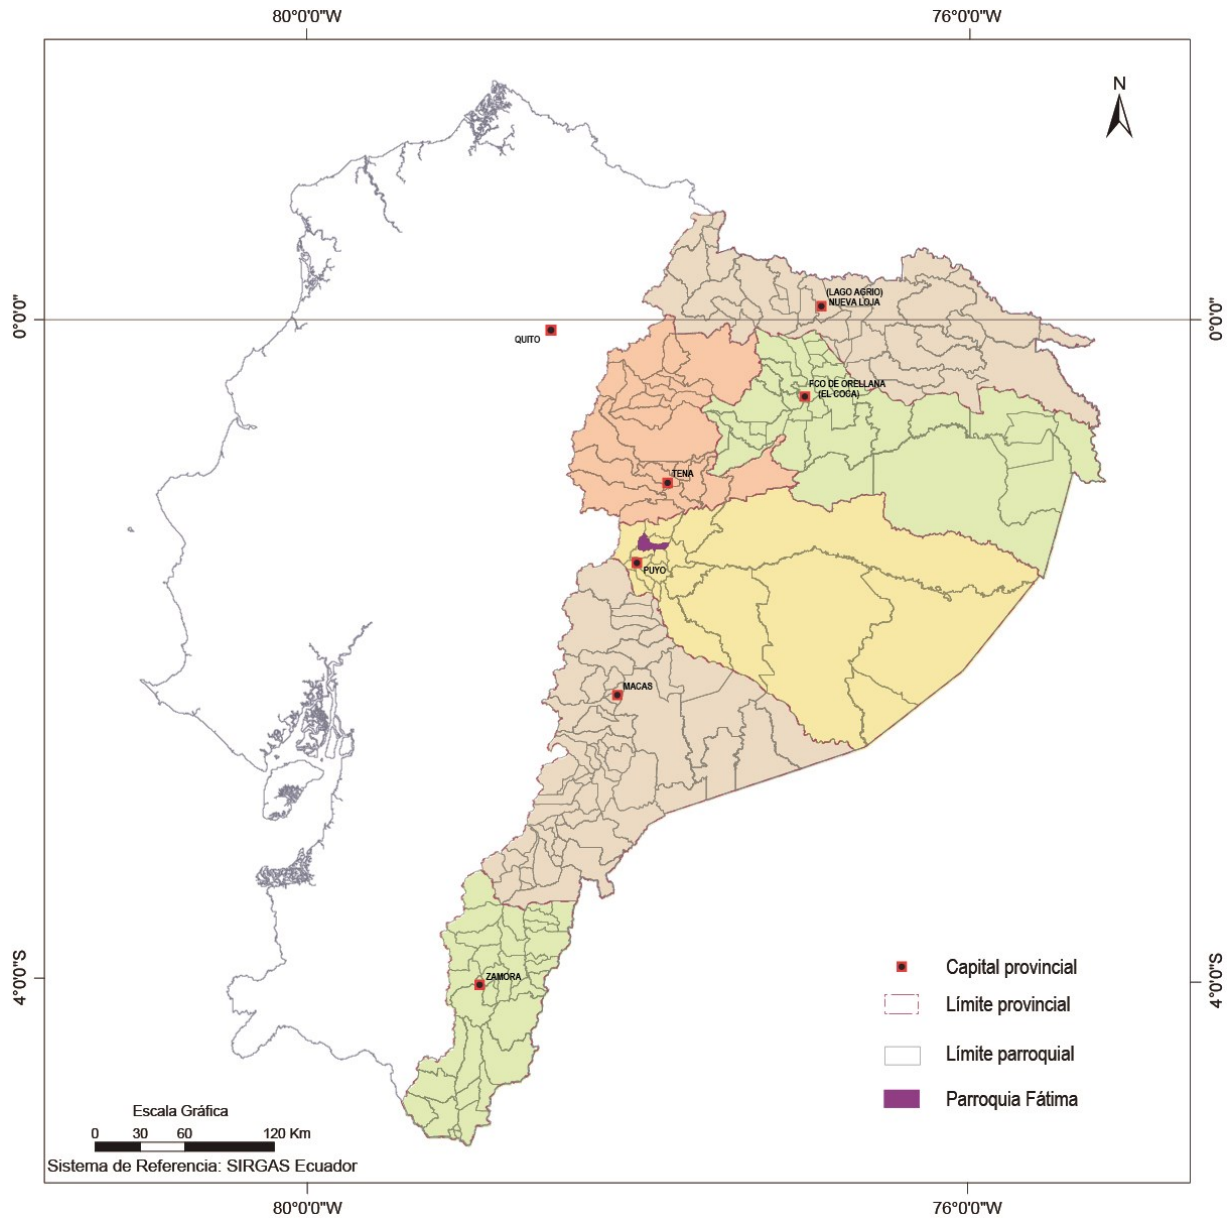 80°0'0"W
76°0'0"W
N
(LAGO AGRIO)
NUEVA LOJA
0°0'0"
0°0'0"
QUITO
FCO DE ORELLANA
(EL COCA)
TENA
PUYO
MACAS
ZAMORA
4°0'0"S
4°0'0"S
Capital provincial
Límite provincial
Límite parroquial
Parroquia Fátima
Escala Gráfica
0 30 60 120 Km
Sistema de Referencia: SIRGAS Ecuador
80°0'0"W
76°0'0"W